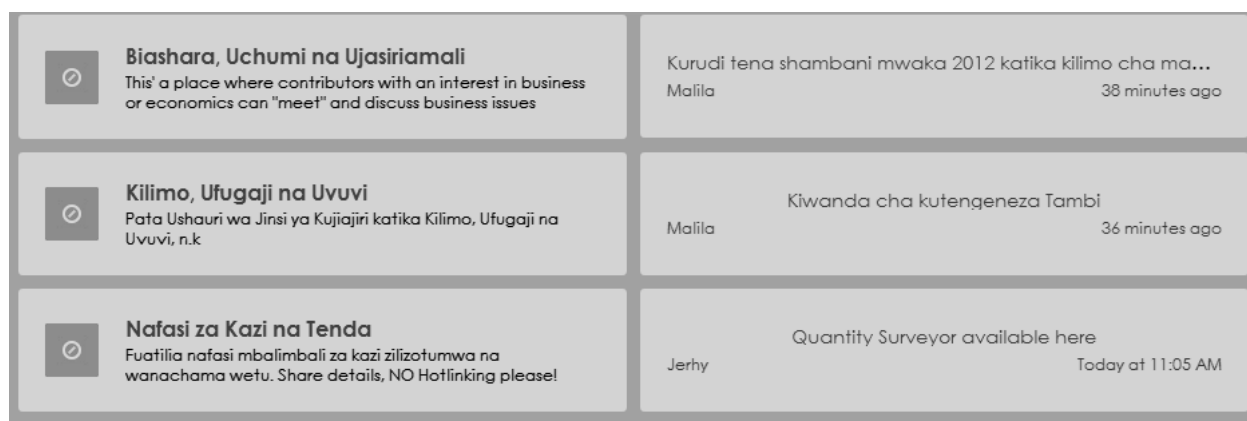 Biashara, Uchumi na Ujasiriamali
This' a place where contributors with an interest in business
or economics can "meet" and discuss business issues
Kurudi tena shambani mwaka 2012 katika kilimo cha ma...
Malila 38 minutes ago
Kilimo, Ufugaji na Uvuvi
Pata Ushauri wa Jinsi ya Kujiajiri katika Kilimo, Ufugaji na
Uvuvi, n.k
Kiwanda cha kutengeneza Tambi
Malila 36 minutes ago
Nafasi za Kazi na Tenda
Fuatilia nafasi mbalimbali za kazi zilizotumwa na
wanachama wetu. Share details, NO Hotlinking please!
Quantity Surveyor available here
Jerhy Today at 11:05 AM